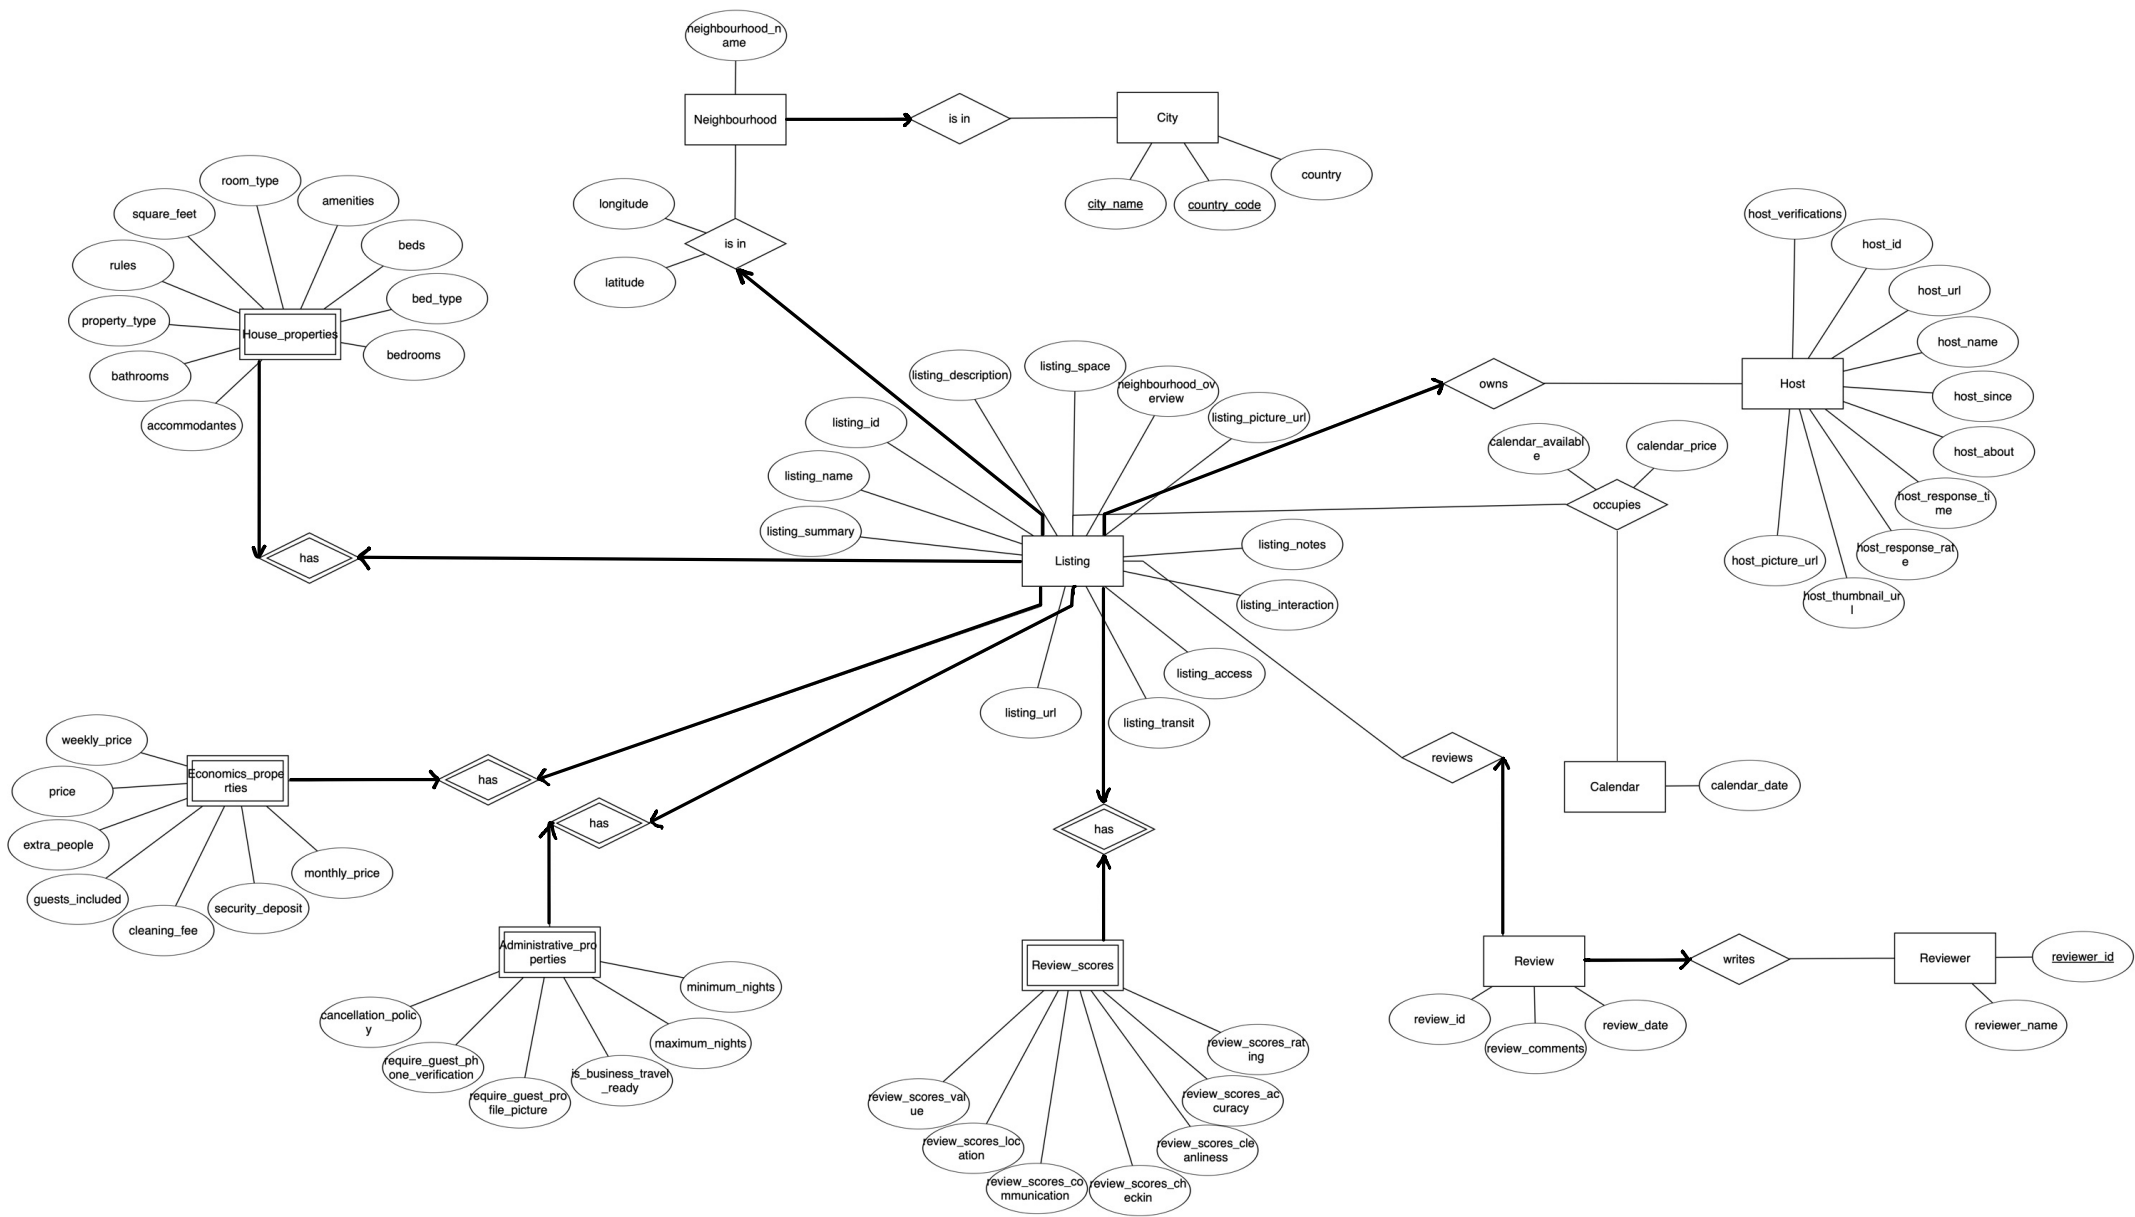 neighbourhood_n
ame
Neighbourhood
is in
City
city_name
country_code
country
longitude
is in
latitude
room_type
amenities
square_feet
beds
rules
bed_type
property_type
House_properties
bedrooms
bathrooms
accommodantes
has
listing_description
listing_space
neighbourhood_ov
erview
listing_picture_url
listing_id
listing_name
listing_summary
Listing
listing_notes
listing_interaction
listing_access
listing_transit
listing_url
owns
Host
host_verifications
host_id
host_url
host_name
host_since
host_about
host_response_ti
me
host_response_rat
e
host_thumbnail_ur
l
host_picture_url
calendar_availabl
e
calendar_price
occupies
Calendar
calendar_date
reviews
weekly_price
price
Economics_prope
rties
has
extra_people
guests_included
cleaning_fee
security_deposit
monthly_price
has
Administrative_pro
perties
cancellation_polic
y
require_guest_ph
one_verification
require_guest_pro
file_picture
is_business_travel
_ready
maximum_nights
minimum_nights
has
Review_scores
review_scores_val
ue
review_scores_loc
ation
review_scores_co
mmunication
review_scores_ch
eckin
review_scores_cle
anliness
review_scores_ac
curacy
review_scores_rat
ing
Review
review_id
review_comments
review_date
writes
Reviewer
reviewer_id
reviewer_name